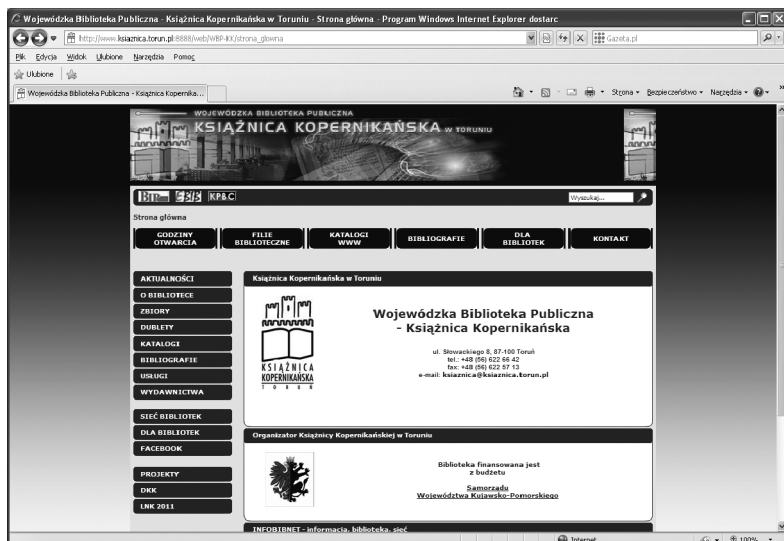 Wojewódzka Biblioteka Publiczna - Książnica Kopernikańska w Toruniu - Strona główna - Program Windows Internet Explorer dostarc
http://www.ksiaznica.torun.pl:8888/web/WBP-KK/strona_glowna
Gazeta.pl
Plik Edycja Widok Ulubione Narzędzia Pomoc
Ulubione
Wojewódzka Biblioteka Publiczna - Książnica Kopernika...
Strona Bezpieczeństwo Narzędzia
WOJEWÓDZKA BIBLIOTEKA PUBLICZNA
KSIĄŻNICA KOPERNIKAŃSKA W TORUNIU
BIP KPBC
Wyszukaj...
Strona główna
GODZINY OTWARCIA
FILIE BIBLIOTECZNE
KATALOGI WWW
BIBLIOGRAFIE
DLA BIBLIOTEK
KONTAKT
AKTUALNOŚCI
O BIBLIOTECE
ZBIORY
DUBLETY
KATALOGI
BIBLIOGRAFIE
USŁUGI
WYDAWNICTWA
SIEĆ BIBLIOTEK
DLA BIBLIOTEK
FACEBOOK
PROJEKTY
DKK
LNK 2011
Książnica Kopernikańska w Toruniu
KSIĄŻNICA
KOPERNIKAŃSKA
TORUŃ
Wojewódzka Biblioteka Publiczna
- Książnica Kopernikańska
ul. Słowackiego 8, 87-100 Toruń
tel.: +48 (56) 622 66 42
fax: +48 (56) 622 57 13
e-mail: ksiaznica@ksiaznica.torun.pl
Organizator Książnicy Kopernikańskiej w Toruniu
Biblioteka finansowana jest
z budżetu
Samorządu
Województwa Kujawsko-Pomorskiego
INFOBIBNET - informacja, biblioteka, sieć
Internet
100%